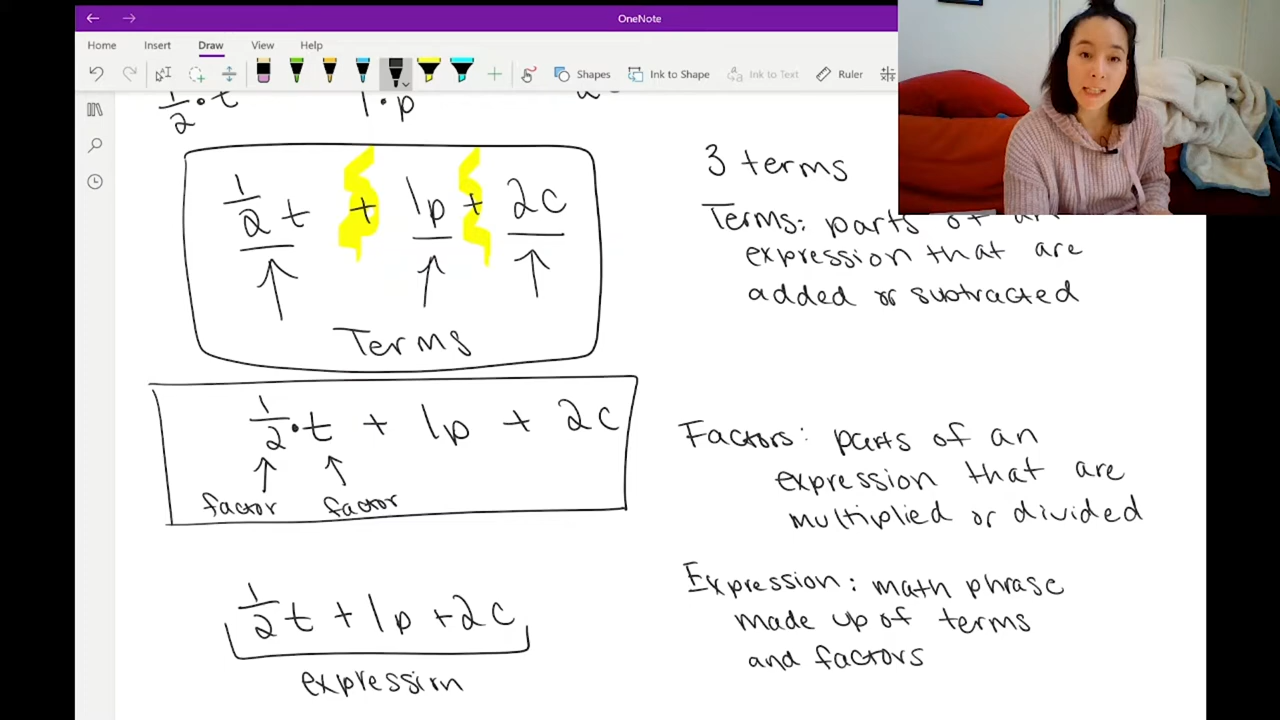 OneNote
Home Insert Draw View Help
Shapes Ink to Shape Ink to Text Ruler
1/2 • t 1 • p
1/2 t + 1p + 2c
Terms
3 terms
Terms: parts of an
expression that are
added or subtracted
1/2 • t + 1p + 2c
factor factor
Factors: parts of an
expression that are
multiplied or divided
1/2 t + 1p + 2c
expression
Expression: math phrase
made up of terms
and factors